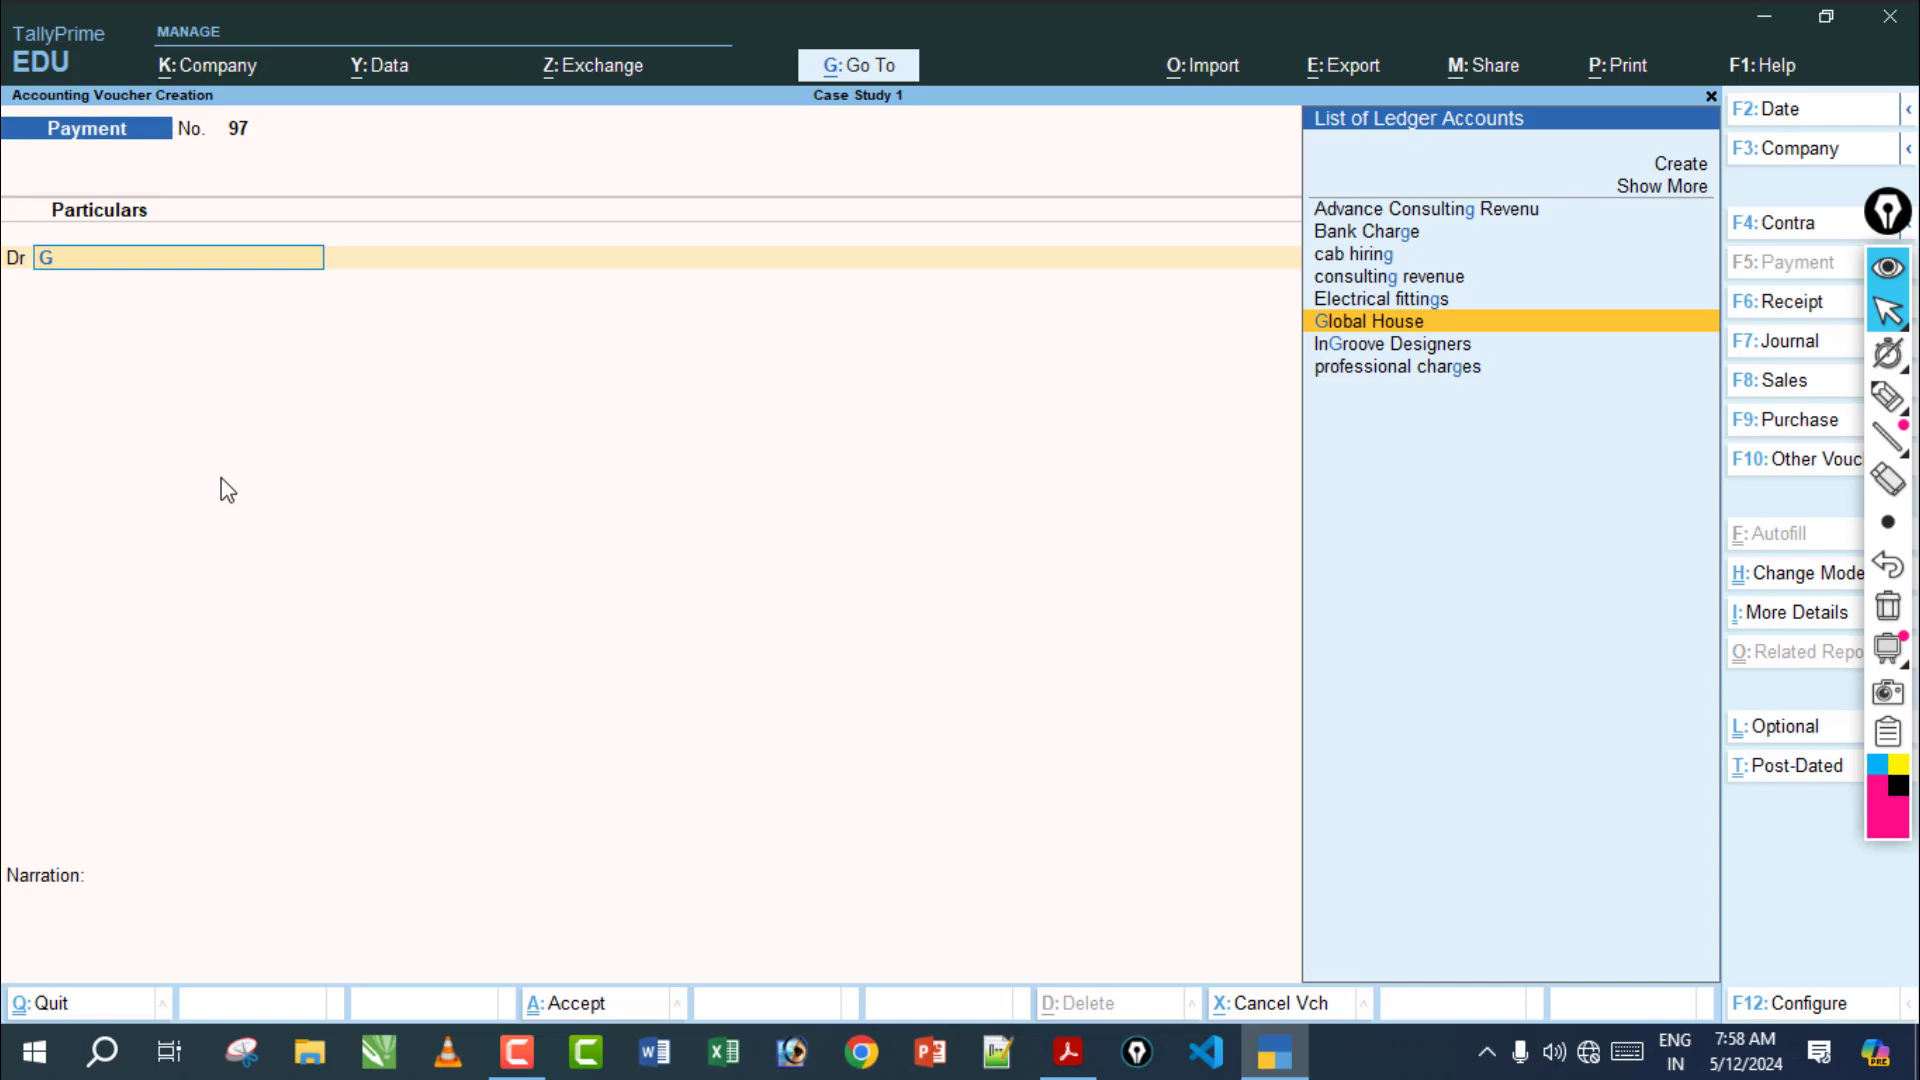 TallyPrime
EDU
MANAGE
K: Company
Y: Data
Z: Exchange
G: Go To
O: Import
E: Export
M: Share
P: Print
F1: Help
Accounting Voucher Creation
Case Study 1
Payment No. 97
Particulars
Dr G
Narration:
List of Ledger Accounts
Create
Show More
Advance Consulting Revenu
Bank Charge
cab hiring
consulting revenue
Electrical fittings
Global House
InGroove Designers
professional charges
F2: Date
F3: Company
F4: Contra
F5: Payment
F6: Receipt
F7: Journal
F8: Sales
F9: Purchase
F10: Other Vouc
F: Autofill
H: Change Mode
I: More Details
O: Related Repo
L: Optional
T: Post-Dated
Q: Quit
A: Accept
D: Delete
X: Cancel Vch
F12: Configure
ENG
IN
7:58 AM
5/12/2024